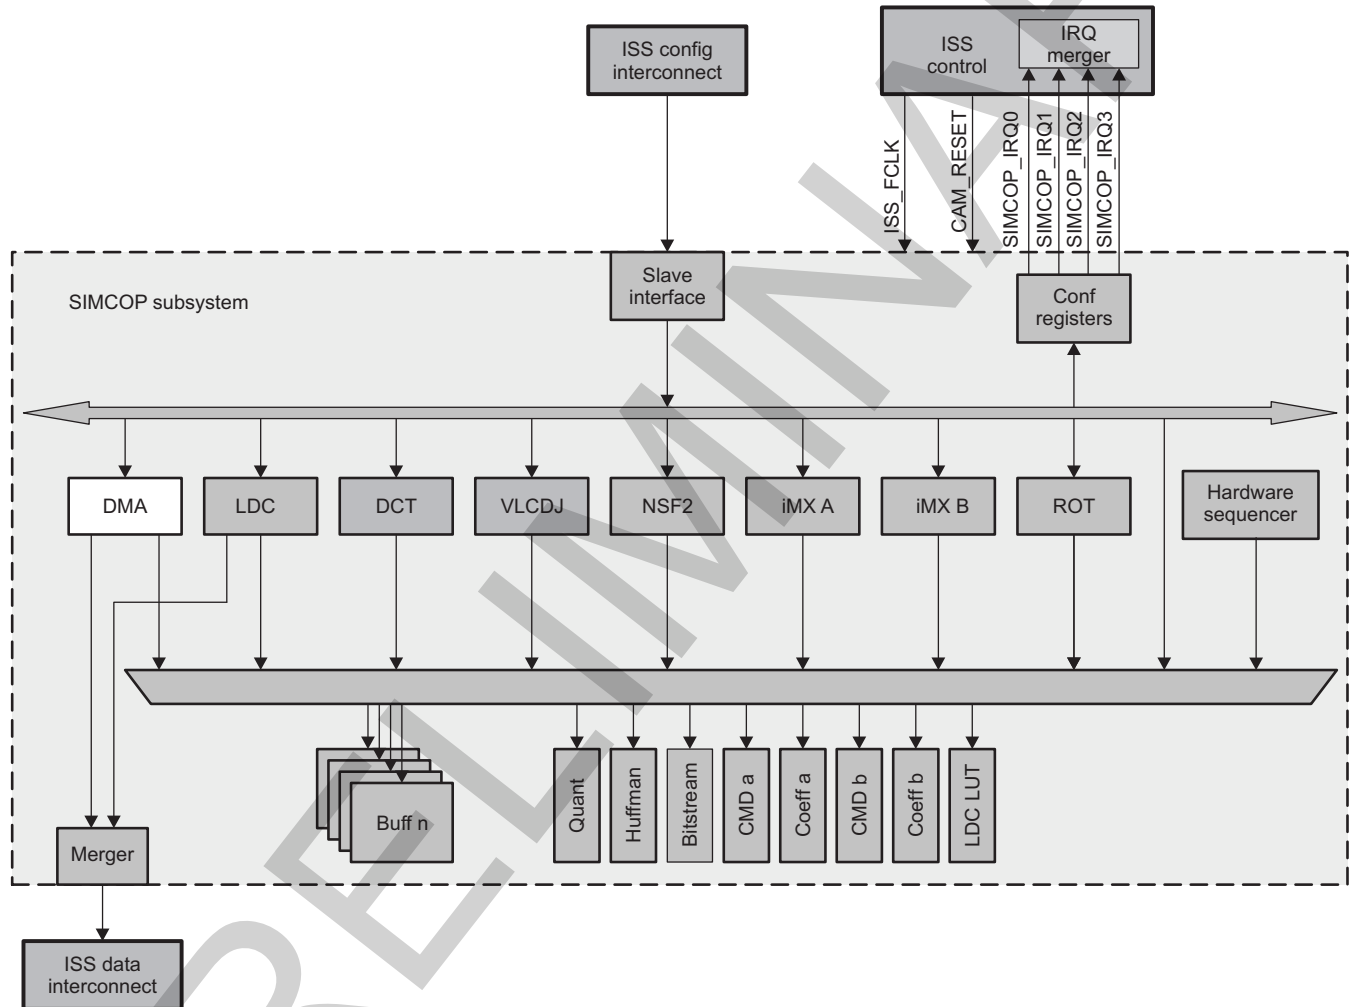 ISS config
interconnect
ISS
control
IRQ
merger
ISS_FCLK
CAM_RESET
SIMCOP_IRQ0
SIMCOP_IRQ1
SIMCOP_IRQ2
SIMCOP_IRQ3
SIMCOP subsystem
Slave
interface
Conf
registers
DMA
LDC
DCT
VLCDJ
NSF2
iMX A
iMX B
ROT
Hardware
sequencer
Buff n
Quant
Huffman
Bitstream
CMD a
Coeff a
CMD b
Coeff b
LDC LUT
Merger
ISS data
interconnect